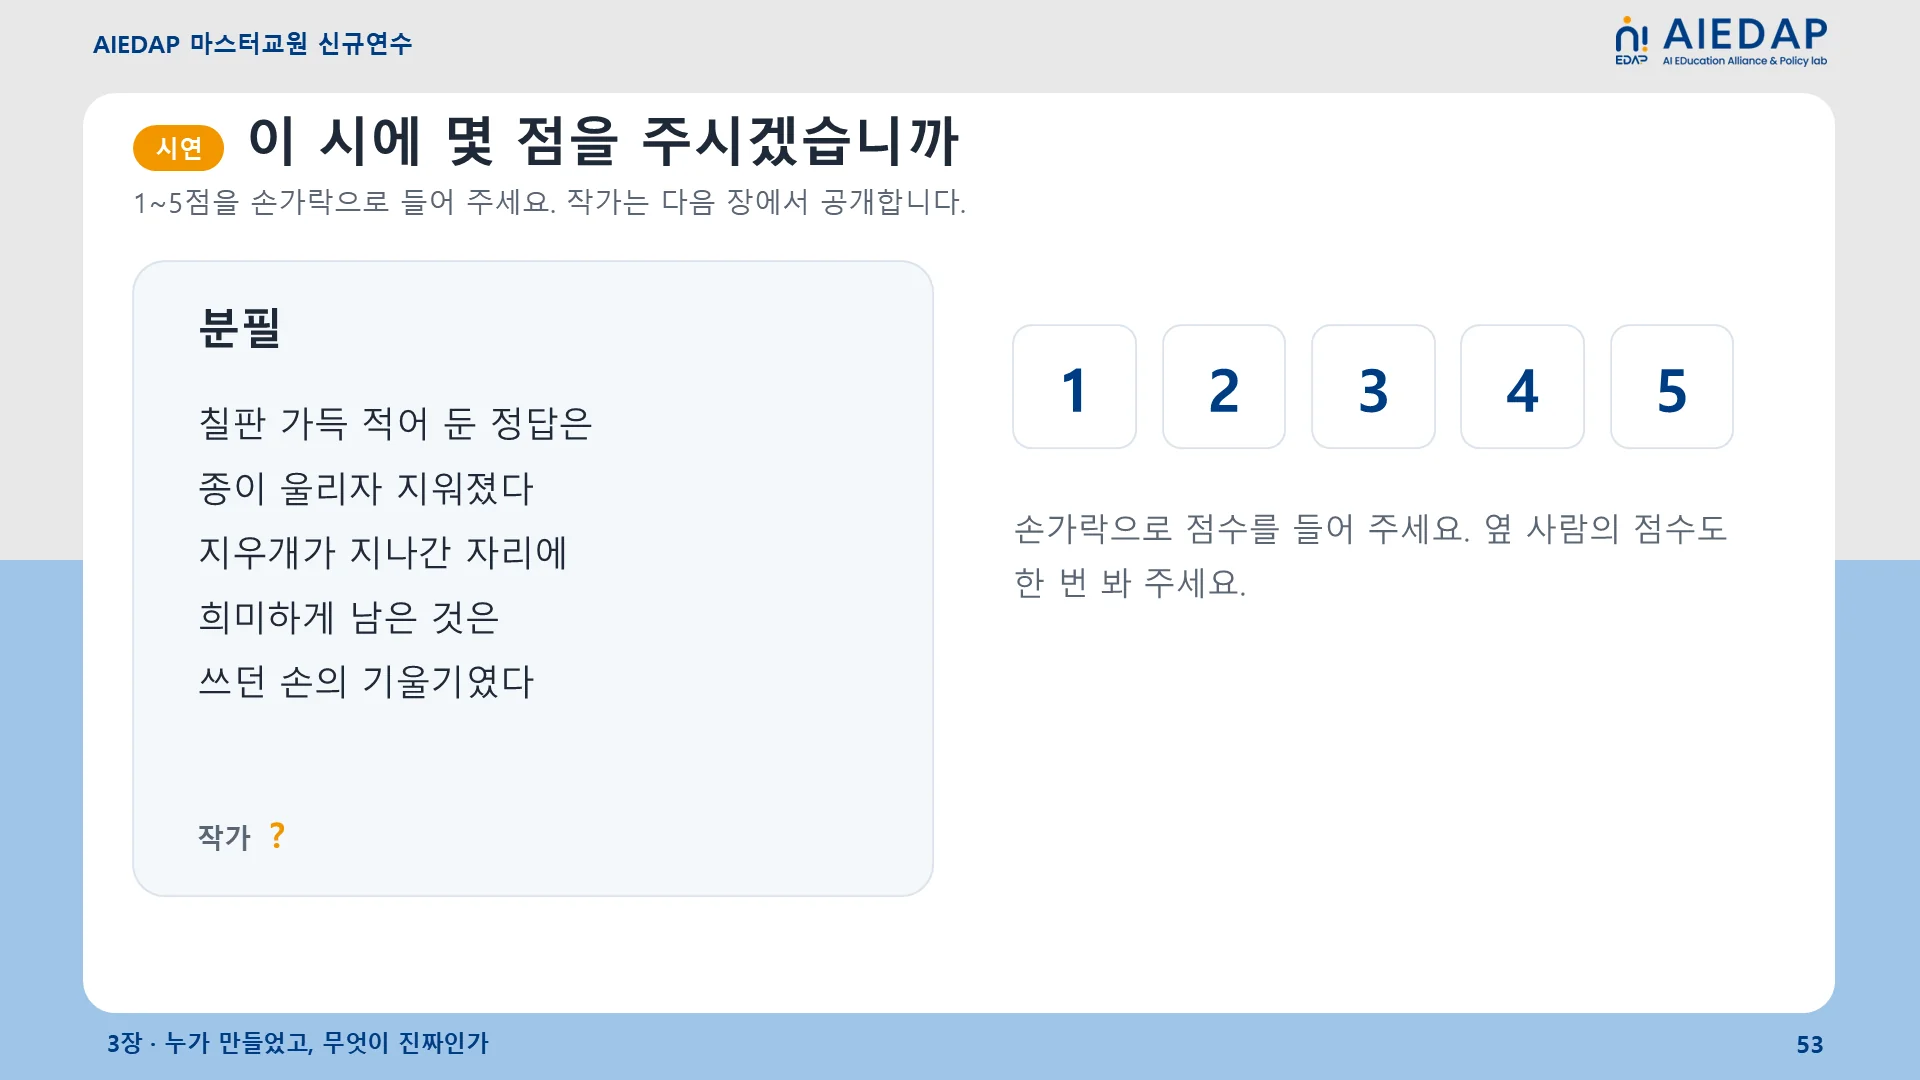 AIEDAP 마스터교원 신규연수
EDAP
AIEDAP
AI EDucation Alliance & Policy lab
시연
이 시에 몇 점을 주시겠습니까
1~5점을 손가락으로 들어 주세요. 작가는 다음 장에서 공개합니다.
분필
칠판 가득 적어 둔 정답은
종이 울리자 지워졌다
지우개가 지나간 자리에
희미하게 남은 것은
쓰던 손의 기울기였다
작가 ?
1 2 3 4 5
손가락으로 점수를 들어 주세요. 옆 사람의 점수도
한 번 봐 주세요.
3장 · 누가 만들었고, 무엇이 진짜인가
53